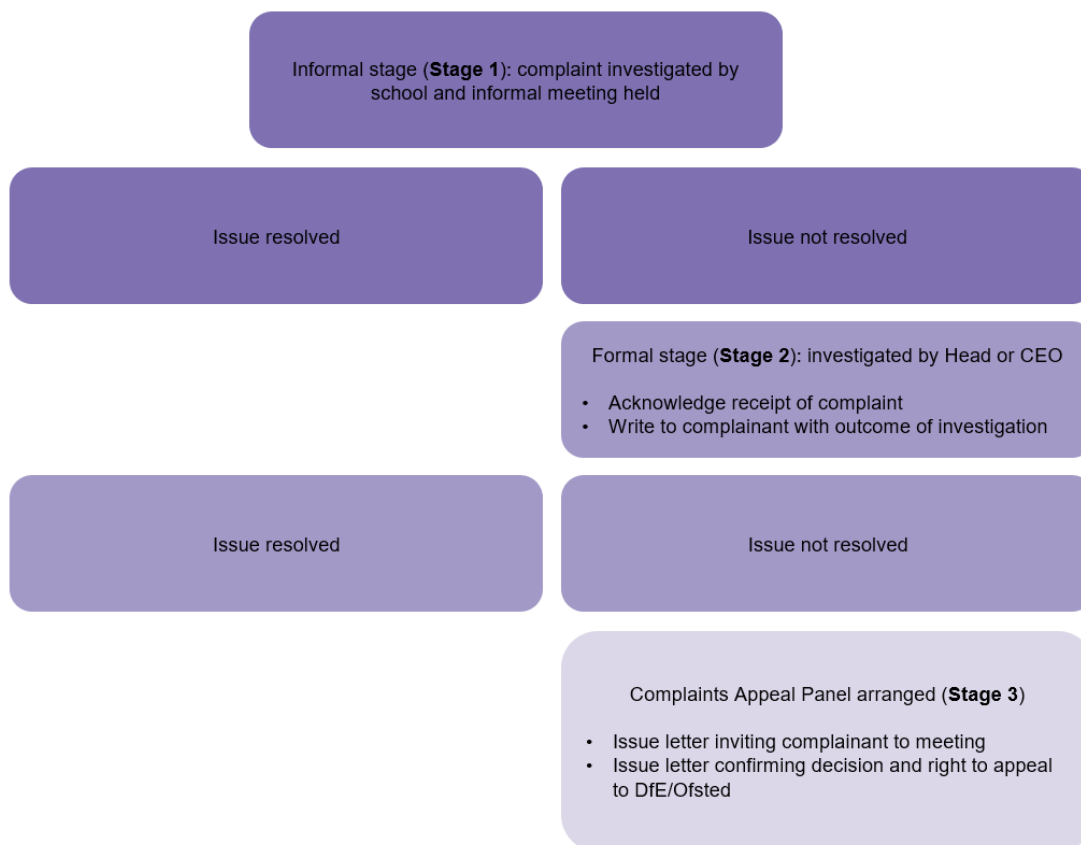 Informal stage (Stage 1): complaint investigated by
school and informal meeting held
Issue resolved
Issue not resolved
Formal stage (Stage 2): investigated by Head or CEO
• Acknowledge receipt of complaint
• Write to complainant with outcome of investigation
Issue resolved
Issue not resolved
Complaints Appeal Panel arranged (Stage 3)
• Issue letter inviting complainant to meeting
• Issue letter confirming decision and right to appeal
to DfE/Ofsted